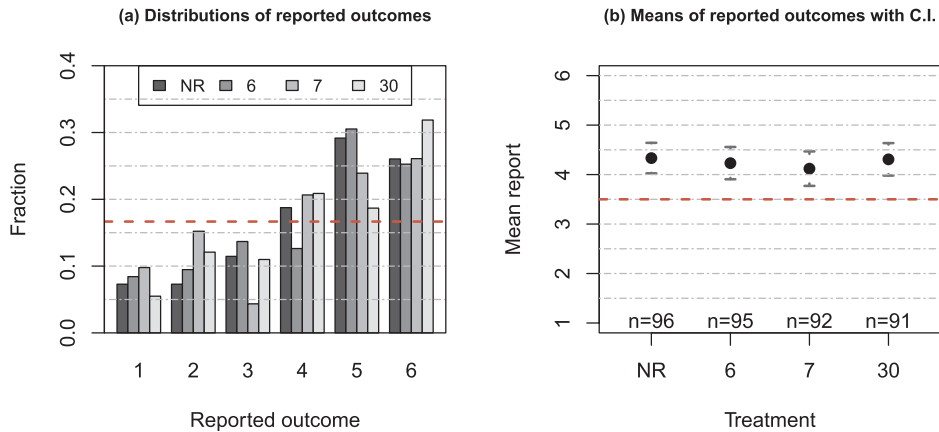 (a) Distributions of reported outcomes
NR 6 7 30
0.4
0.3
0.2
0.1
0.0
Fraction
1 2 3 4 5 6
Reported outcome
(b) Means of reported outcomes with C.I.
6
5
4
3
2
1
Mean report
n=96 n=95 n=92 n=91
NR 6 7 30
Treatment